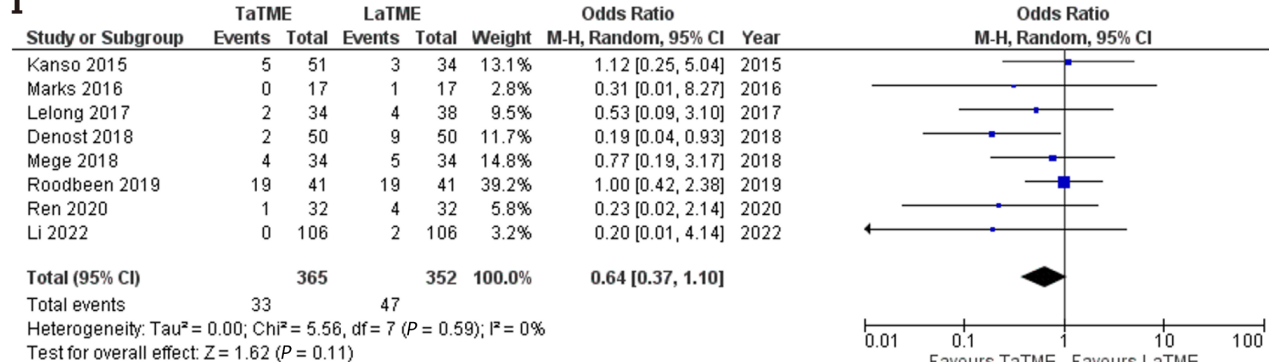 TaTME LaTME Odds Ratio Odds Ratio
Study or Subgroup Events Total Events Total Weight M-H, Random, 95% CI Year M-H, Random, 95% CI
Kanso 2015 5 51 3 34 13.1% 1.12 [0.25, 5.04] 2015
Marks 2016 0 17 1 17 2.8% 0.31 [0.01, 8.27] 2016
Lelong 2017 2 34 4 38 9.5% 0.53 [0.09, 3.10] 2017
Denost 2018 2 50 9 50 11.7% 0.19 [0.04, 0.93] 2018
Mege 2018 4 34 5 34 14.8% 0.77 [0.19, 3.17] 2018
Roodbeen 2019 19 41 19 41 39.2% 1.00 [0.42, 2.38] 2019
Ren 2020 1 32 4 32 5.8% 0.23 [0.02, 2.14] 2020
Li 2022 0 106 2 106 3.2% 0.20 [0.01, 4.14] 2022
Total (95% CI) 365 352 100.0% 0.64 [0.37, 1.10]
Total events 33 47
Heterogeneity: Tau² = 0.00; Chi² = 5.56, df = 7 (P = 0.59); I² = 0%
Test for overall effect: Z = 1.62 (P = 0.11)
0.01 0.1 1 10 100
Favours TaTME Favours LaTME